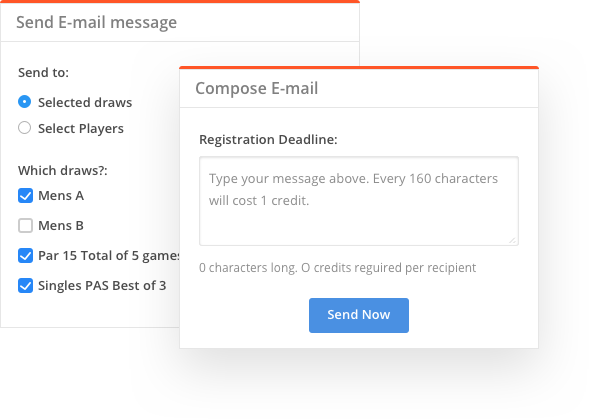 Send E-mail message
Send to:
Selected draws
Select Players
Which draws?:
Mens A
Mens B
Par 15 Total of 5 games
Singles PAS Best of 3
Compose E-mail
Registration Deadline:
Type your message above. Every 160 characters
will cost 1 credit.
0 characters long. O credits reguired per recipient
Send Now